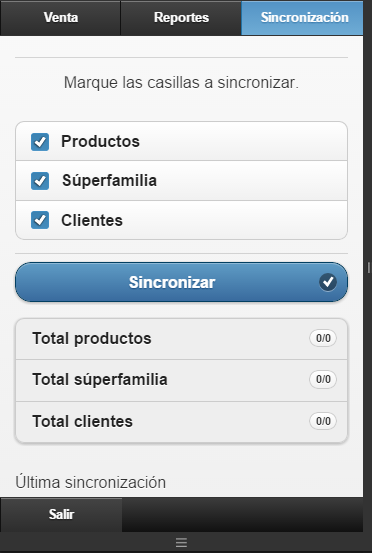 Venta
Reportes
Sincronización
Marque las casillas a sincronizar.
Productos
Súperfamilia
Clientes
Sincronizar
Total productos 0/0
Total súperfamilia 0/0
Total clientes 0/0
Última sincronización
Salir